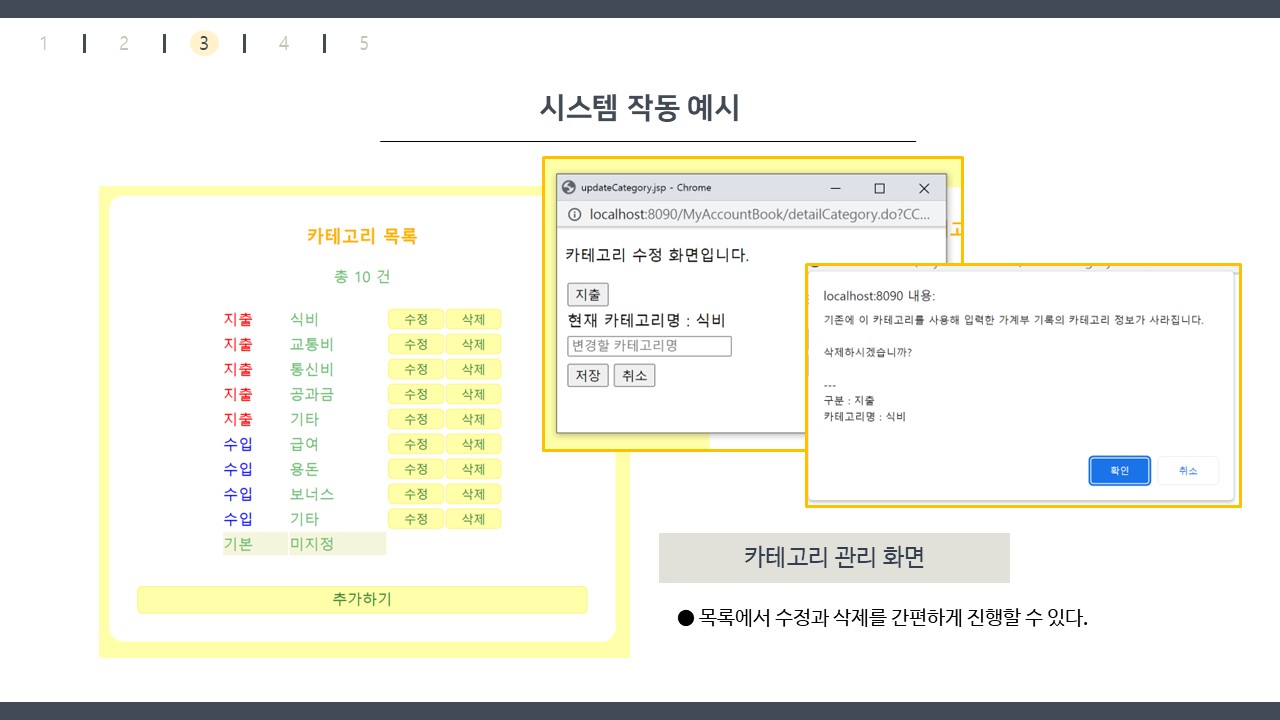 1 | 2 | 3 | 4 | 5
시스템 작동 예시
카테고리 목록
총 10 건
지출 식비 수정 삭제
지출 교통비 수정 삭제
지출 통신비 수정 삭제
지출 공과금 수정 삭제
지출 기타 수정 삭제
수입 급여 수정 삭제
수입 용돈 수정 삭제
수입 보너스 수정 삭제
수입 기타 수정 삭제
기본 미지정
추가하기
updateCategory.jsp - Chrome
localhost:8090/MyAccountBook/detailCategory.do?CC...
카테고리 수정 화면입니다.
지출
현재 카테고리명 : 식비
변경할 카테고리명
저장 취소
localhost:8090 내용:
기존에 이 카테고리를 사용해 입력한 가계부 기록의 카테고리 정보가 사라집니다.
삭제하시겠습니까?
---
구분 : 지출
카테고리명 : 식비
확인 취소
카테고리 관리 화면
● 목록에서 수정과 삭제를 간편하게 진행할 수 있다.